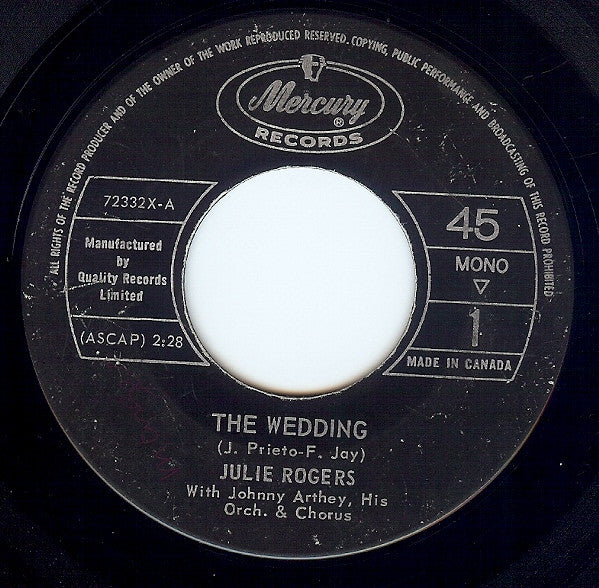 ALL RIGHTS OF THE RECORD PRODUCER AND OF THE OWNER OF THE WORK REPRODUCED RESERVED. COPYING, PUBLIC PERFORMANCE AND BROADCASTING OF THIS RECORD PROHIBITED
Mercury ®
RECORDS
72332X-A
Manufactured
by
Quality Records
Limited
(ASCAP) 2:28
45
MONO
1
MADE IN CANADA
THE WEDDING
(J. Prieto-F. Jay)
JULIE ROGERS
With Johnny Arthey, His
Orch. & Chorus